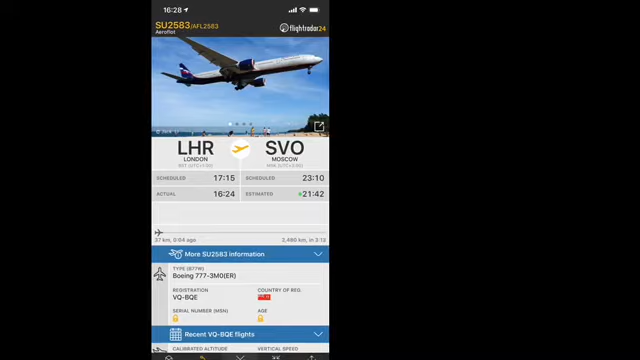 16:28
SU2583/AFL2583
Aeroflot
flightradar24
LHR SVO
LONDON MOSCOW
SCHEDULED 17:15 SCHEDULED 23:10
ACTUAL 16:24 ESTIMATED 21:42
37 km, 0:04 ago 2,480 km, in 3:12
More SU2583 information
TYPE (B77W)
Boeing 777-3M0(ER)
REGISTRATION COUNTRY OF REG.
VQ-BQE
SERIAL NUMBER (MSN) AGE
Recent VQ-BQE flights
CALIBRATED ALTITUDE VERTICAL SPEED